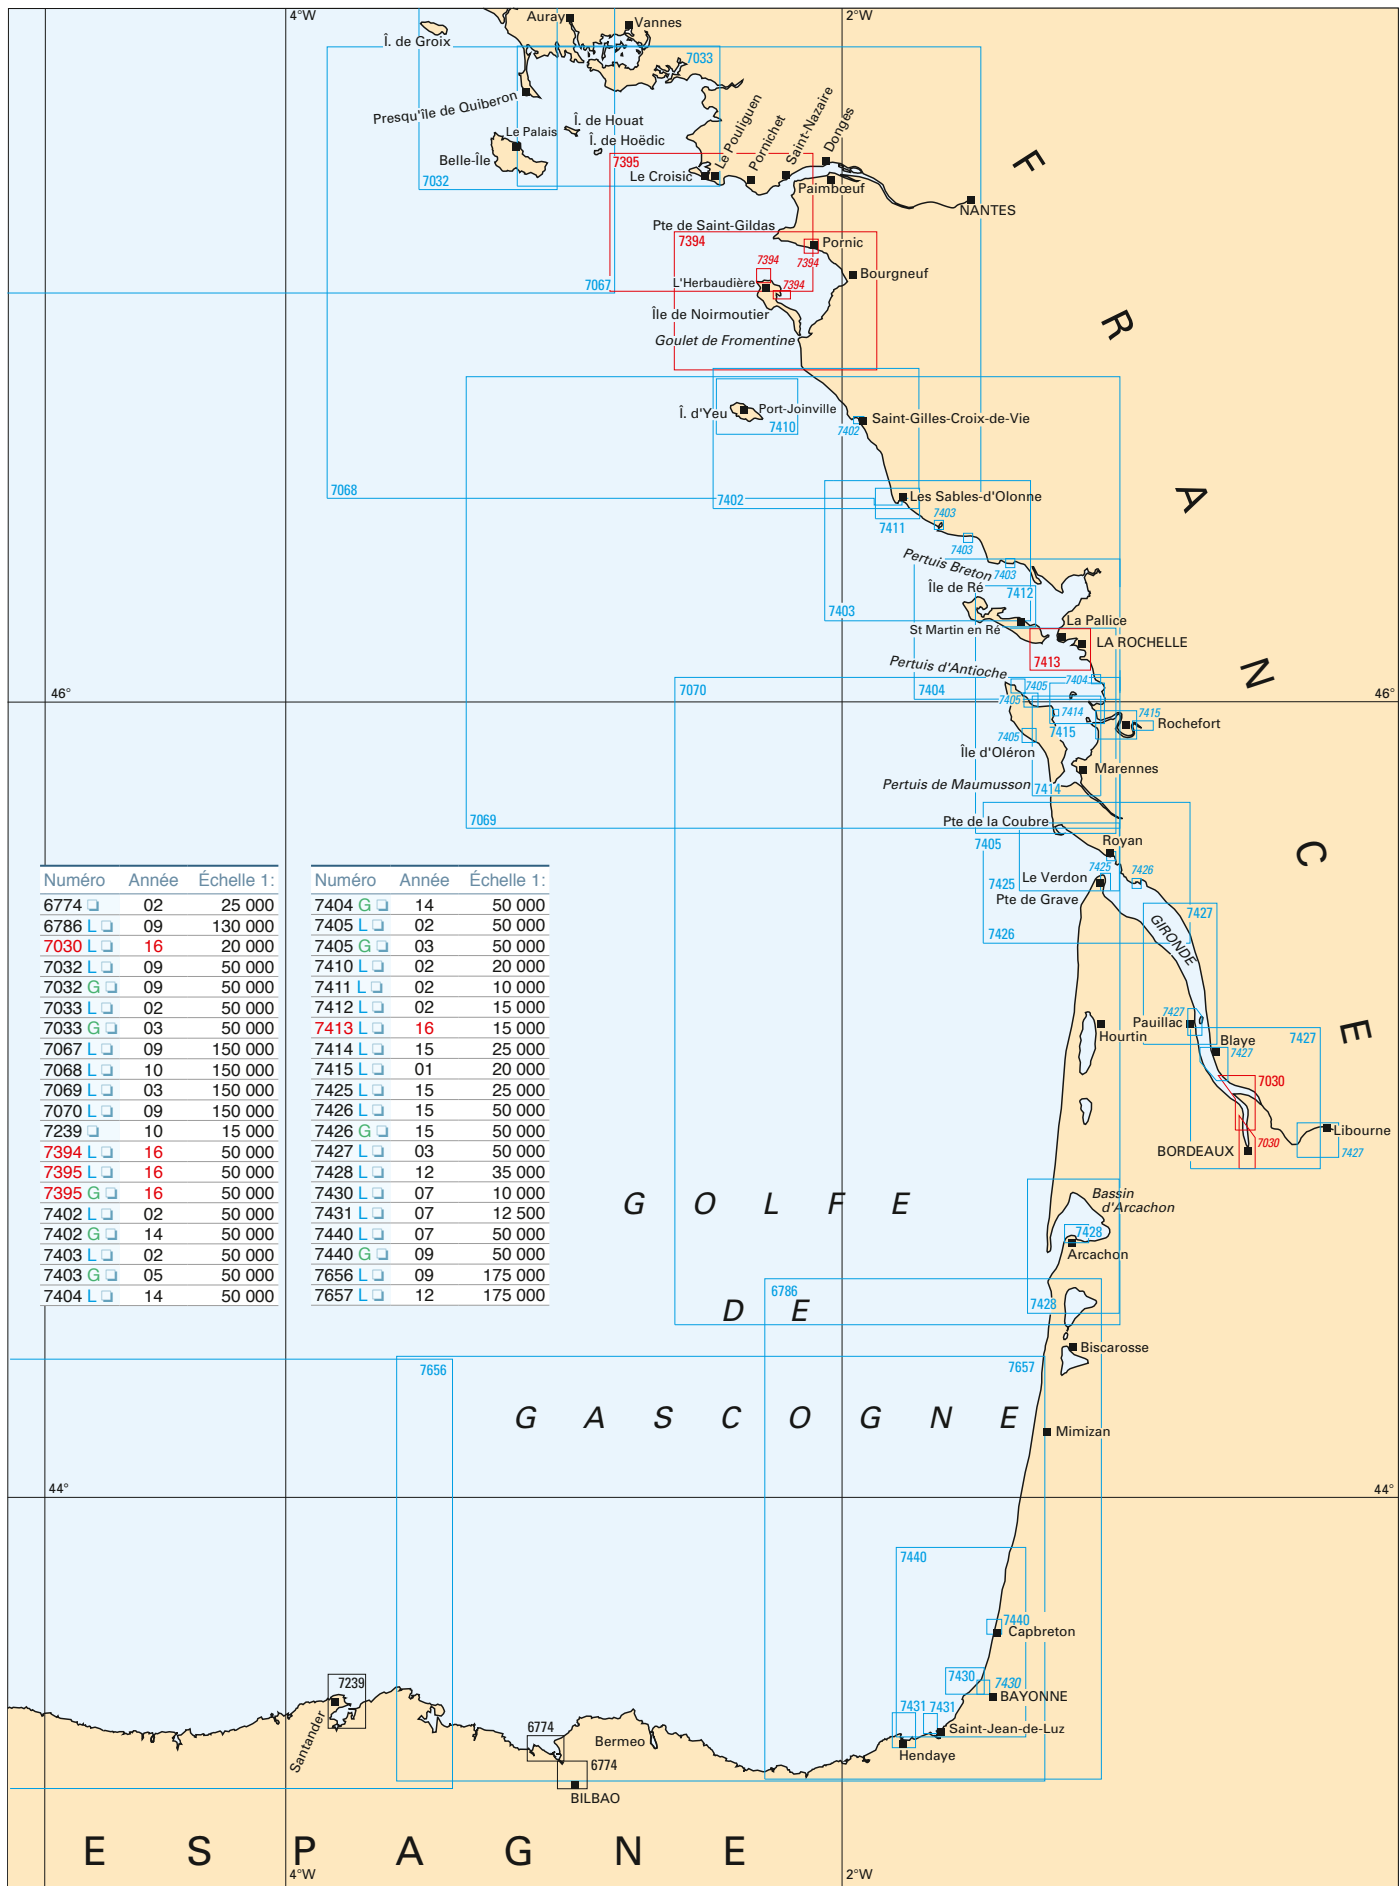 4°W
2°W
Auray
Vannes
Î. de Groix
7033
Presqu'île de Quiberon
Î. de Houat
Le Palais
Î. de Hoëdic
Belle-Île
Le Pouliguen
Pornichet
Saint-Nazaire
Donges
7395
Le Croisic
7032
Paimbœuf
NANTES
Pte de Saint-Gildas
7394
Pornic
7394
7394
Bourgneuf
L'Herbaudière
7394
7067
Île de Noirmoutier
Goulet de Fromentine
Î. d'Yeu
Port-Joinville
7410
Saint-Gilles-Croix-de-Vie
7402
7068
7402
Les Sables-d'Olonne
7411
7403
7403
Pertuis Breton
7403
Île de Ré
7412
7403
La Pallice
St Martin en Ré
LA ROCHELLE
7413
Pertuis d'Antioche
7404
7405
7070
7404
46°
46°
7405
7414
7415
7415
Rochefort
7405
Île d'Oléron
Marennes
Pertuis de Maumusson
7414
7069
Pte de la Coubre
7405
Royan
7425
7426
Le Verdon
7425
Pte de Grave
7426
GIRONDE
7427
7427
Pauillac
Hourtin
7427
Blaye
7427
7030
Libourne
7030
BORDEAUX
7427
Bassin
d'Arcachon
7428
Arcachon
6786
7428
Biscarosse
7656
7657
Mimizan
44°
44°
7440
7440
Capbreton
7430
7430
BAYONNE
7431
7431
Saint-Jean-de-Luz
Hendaye
7239
Santander
6774
Bermeo
6774
BILBAO
FRANCE
GOLFE
DE
GASCOGNE
ESPAGNE
4°W
2°W
Numéro Année Échelle 1:
6774 ❏ 02 25 000
6786 L ❏ 09 130 000
7030 L ❏ 16 20 000
7032 L ❏ 09 50 000
7032 G ❏ 09 50 000
7033 L ❏ 02 50 000
7033 G ❏ 03 50 000
7067 L ❏ 09 150 000
7068 L ❏ 10 150 000
7069 L ❏ 03 150 000
7070 L ❏ 09 150 000
7239 ❏ 10 15 000
7394 L ❏ 16 50 000
7395 L ❏ 16 50 000
7395 G ❏ 16 50 000
7402 L ❏ 02 50 000
7402 G ❏ 14 50 000
7403 L ❏ 02 50 000
7403 G ❏ 05 50 000
7404 L ❏ 14 50 000
Numéro Année Échelle 1:
7404 G ❏ 14 50 000
7405 L ❏ 02 50 000
7405 G ❏ 03 50 000
7410 L ❏ 02 20 000
7411 L ❏ 02 10 000
7412 L ❏ 02 15 000
7413 L ❏ 16 15 000
7414 L ❏ 15 25 000
7415 L ❏ 01 20 000
7425 L ❏ 15 25 000
7426 L ❏ 15 50 000
7426 G ❏ 15 50 000
7427 L ❏ 03 50 000
7428 L ❏ 12 35 000
7430 L ❏ 07 10 000
7431 L ❏ 07 12 500
7440 L ❏ 07 50 000
7440 G ❏ 09 50 000
7656 L ❏ 09 175 000
7657 L ❏ 12 175 000